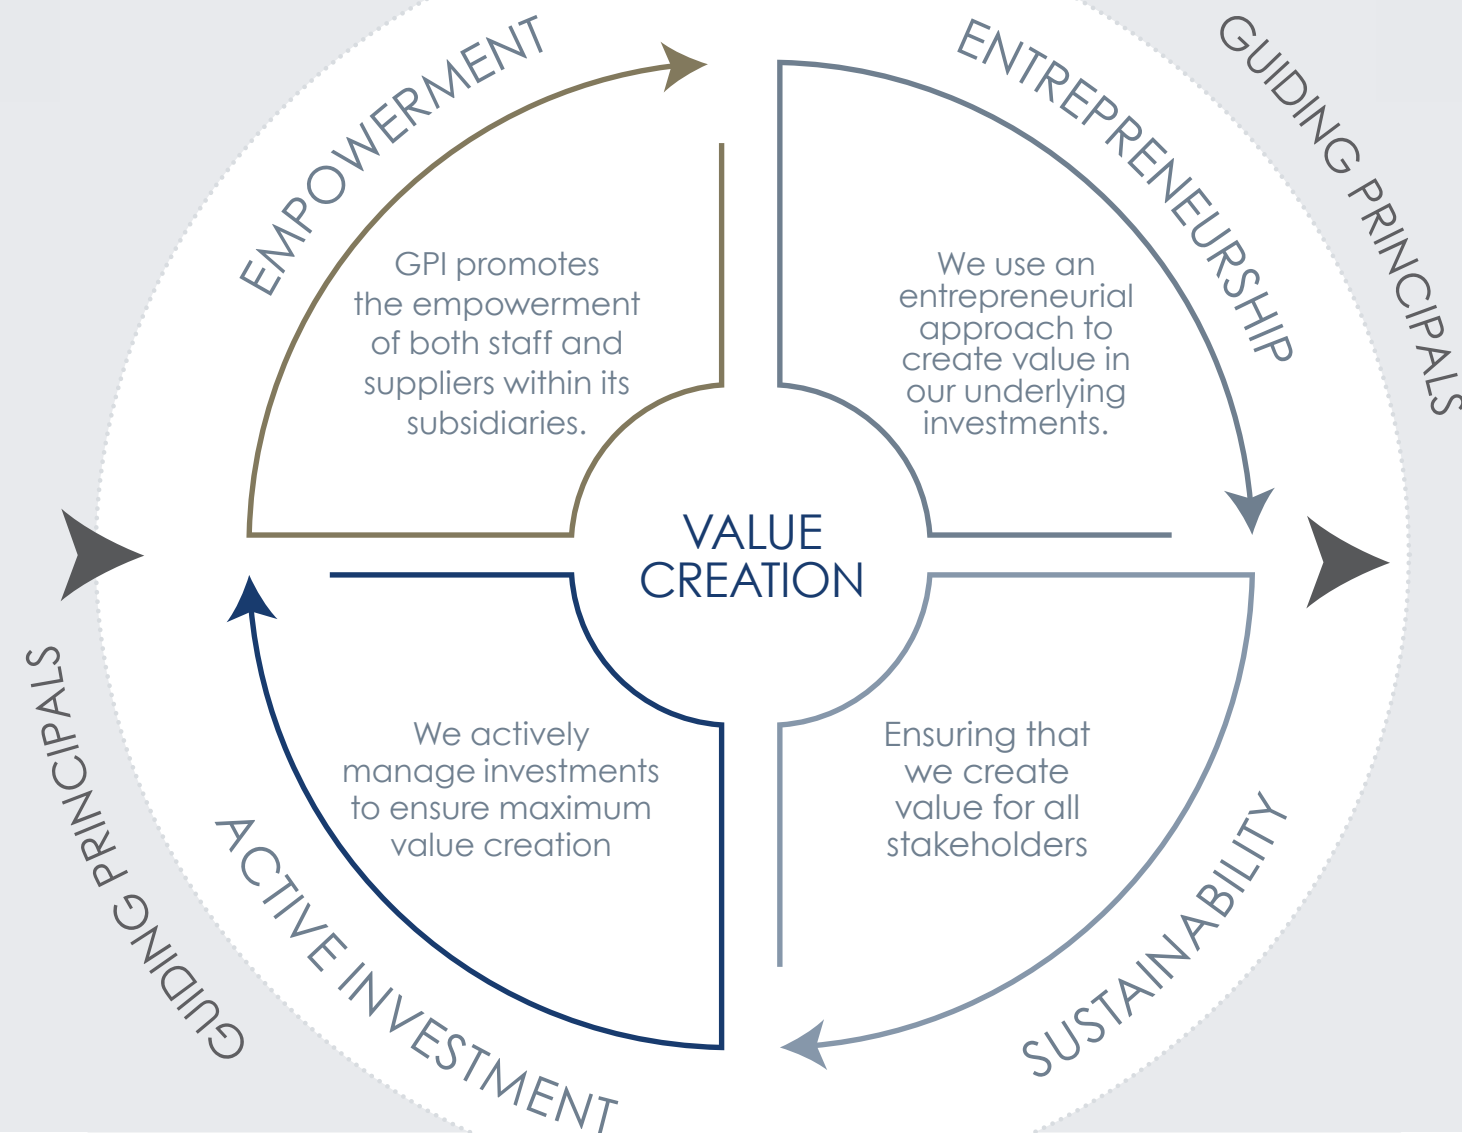 EMPOWERMENT
GPI promotes
the empowerment
of both staff and
suppliers within its
subsidiaries.
ENTREPRENEURSHIP
We use an
entrepreneurial
approach to
create value in
our underlying
investments.
GUIDING PRINCIPALS
VALUE
CREATION
GUIDING PRINCIPALS
ACTIVE INVESTMENT
We actively
manage investments
to ensure maximum
value creation
Ensuring that
we create
value for all
stakeholders
SUSTAINABILITY